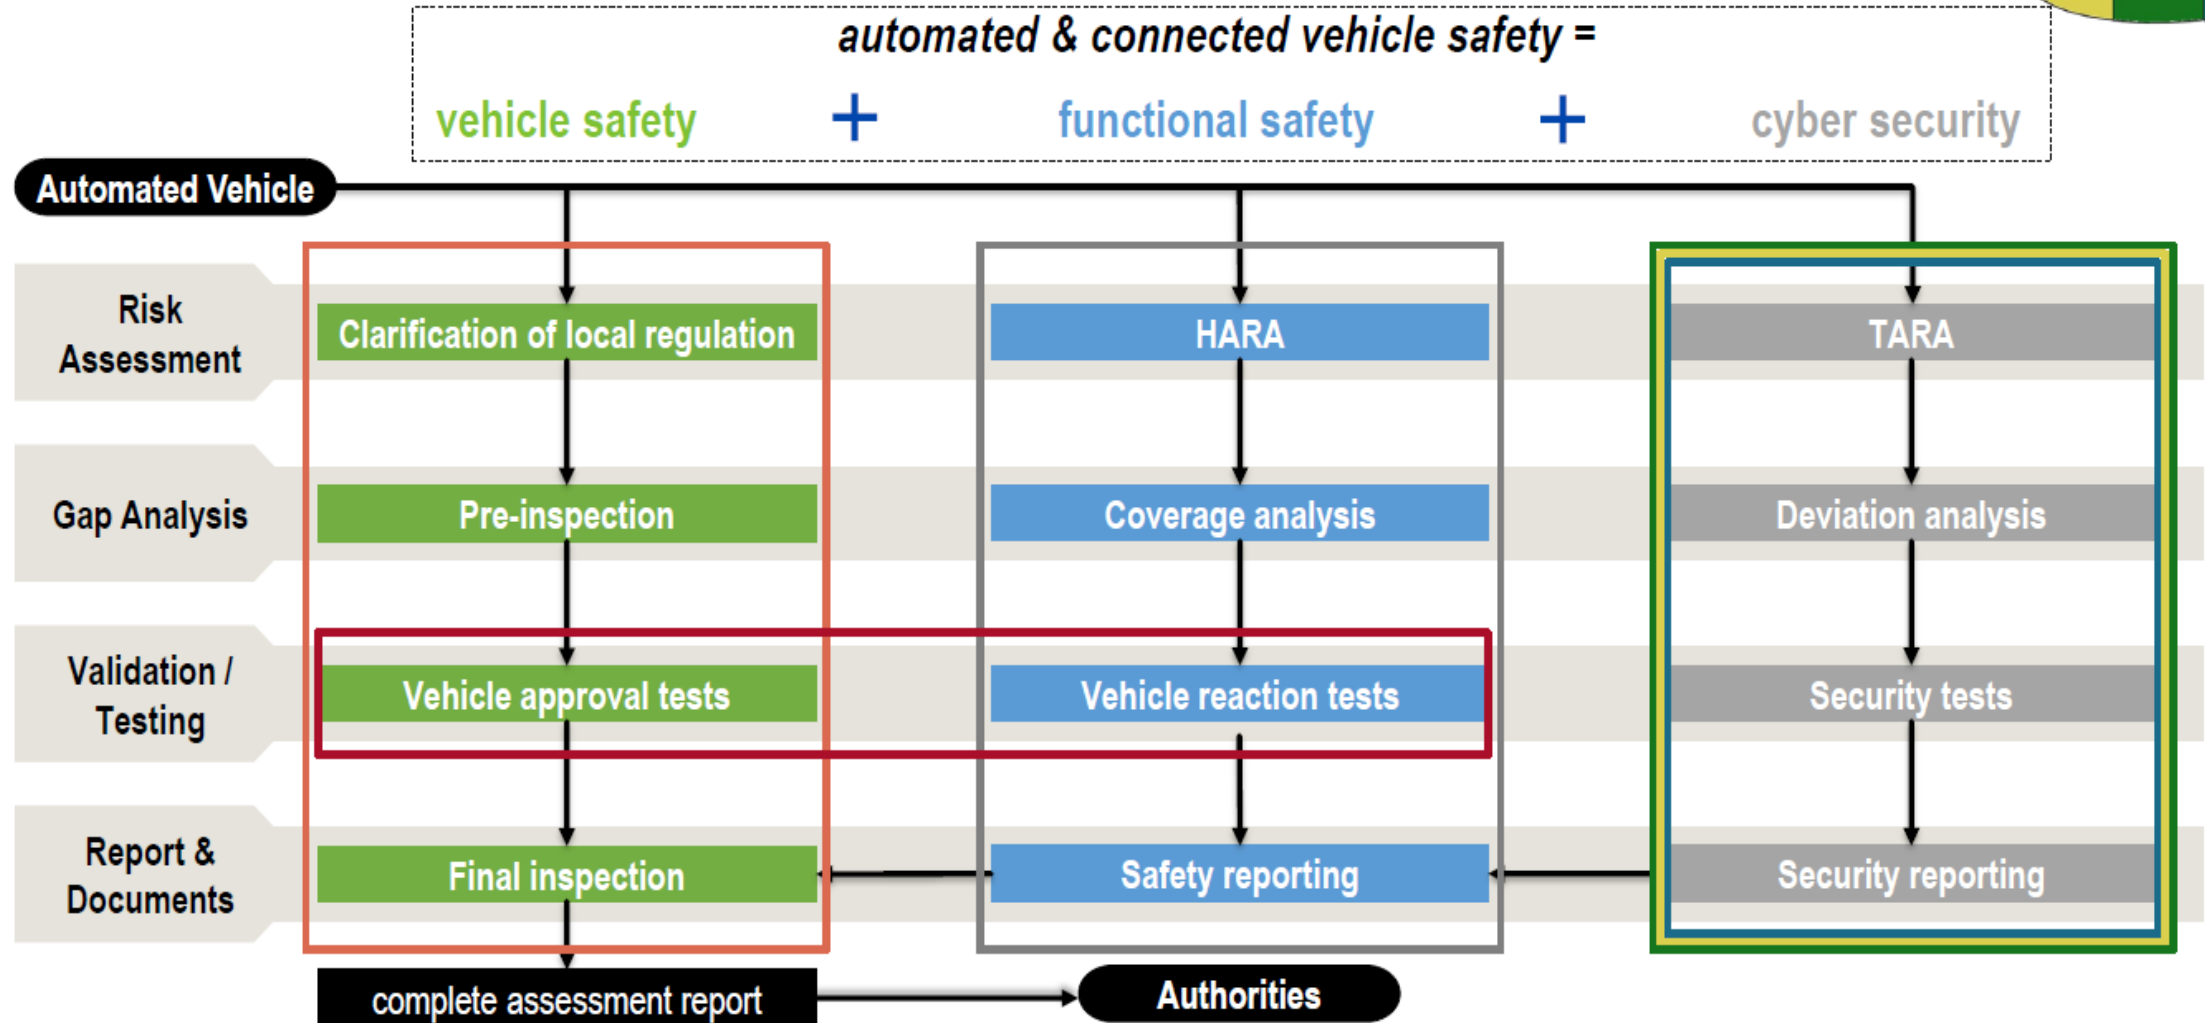 automated & connected vehicle safety =
vehicle safety + functional safety + cyber security
Automated Vehicle
Risk
Assessment
Clarification of local regulation
HARA
TARA
Gap Analysis
Pre-inspection
Coverage analysis
Deviation analysis
Validation /
Testing
Vehicle approval tests
Vehicle reaction tests
Security tests
Report &
Documents
Final inspection
Safety reporting
Security reporting
complete assessment report
Authorities